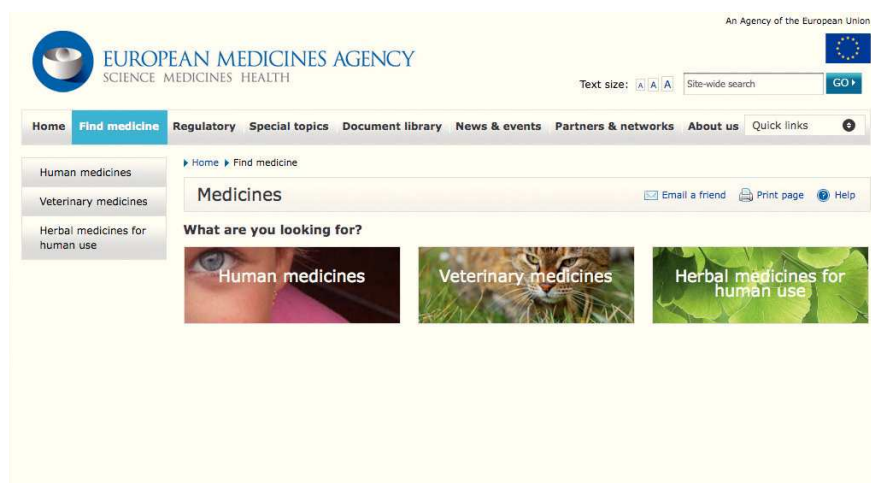 An Agency of the European Union
EUROPEAN MEDICINES AGENCY
SCIENCE MEDICINES HEALTH
Text size: A A A Site-wide search GO
Home Find medicine Regulatory Special topics Document library News & events Partners & networks About us Quick links
Human medicines
Veterinary medicines
Herbal medicines for
human use
Home Find medicine
Medicines
Email a friend Print page Help
What are you looking for?
Human medicines
Veterinary medicines
Herbal medicines for
human use